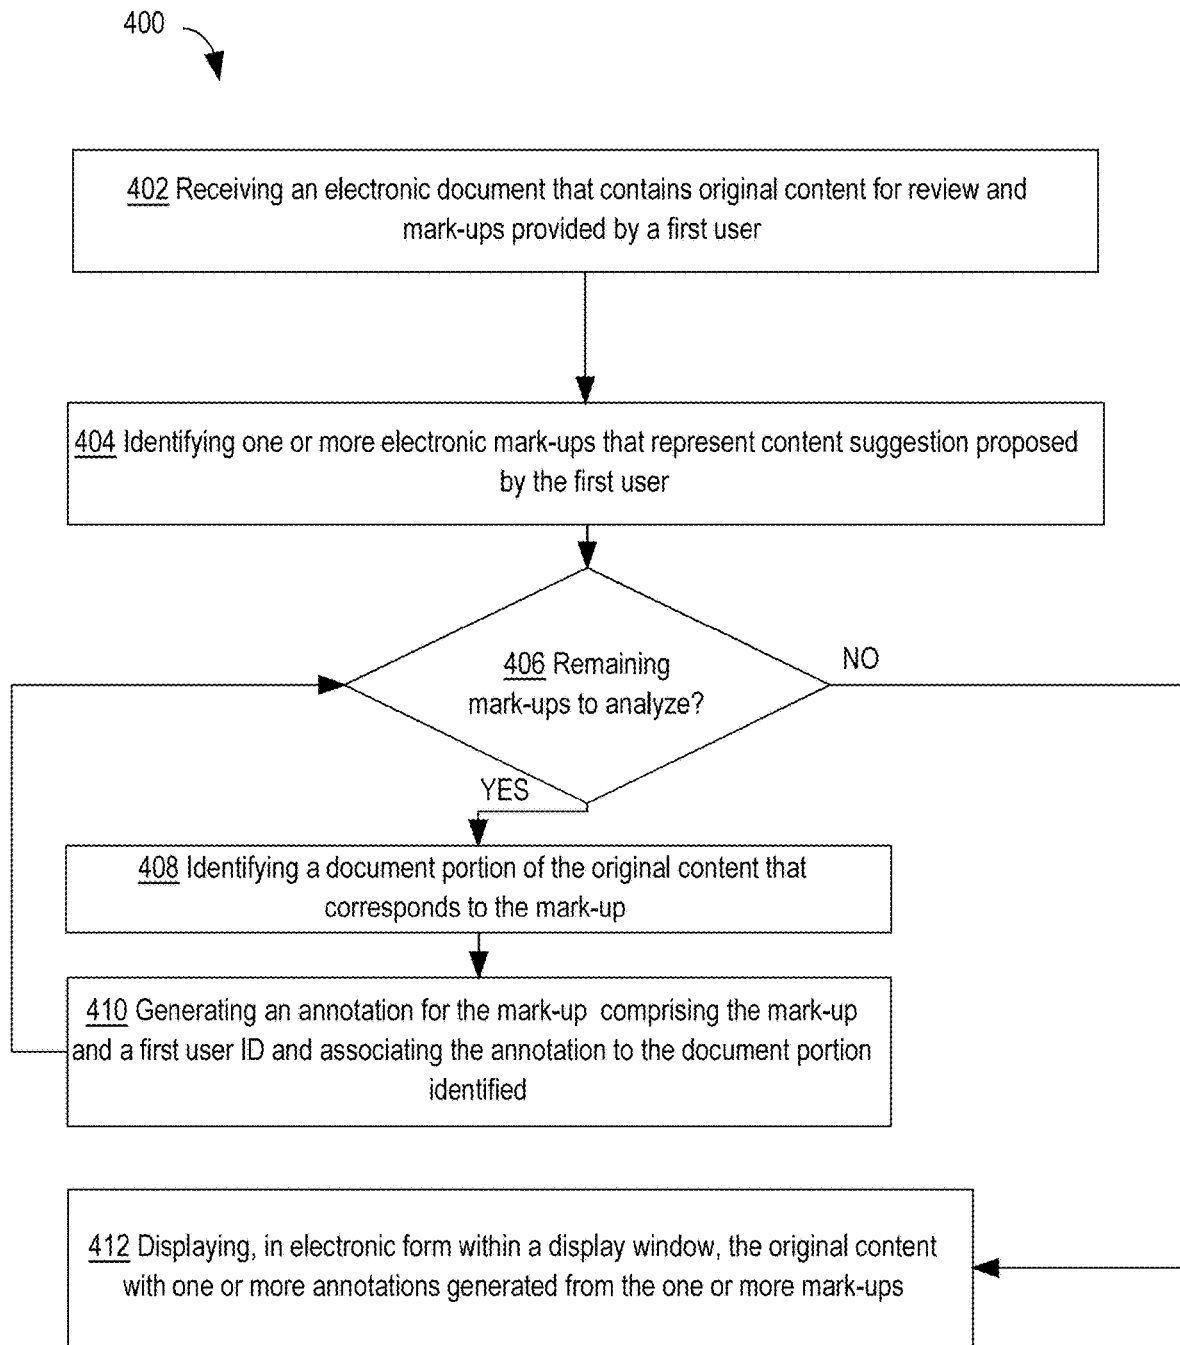 400
402 Receiving an electronic document that contains original content for review and
mark-ups provided by a first user
404 Identifying one or more electronic mark-ups that represent content suggestion proposed
by the first user
406 Remaining
mark-ups to analyze?
NO
YES
408 Identifying a document portion of the original content that
corresponds to the mark-up
410 Generating an annotation for the mark-up comprising the mark-up
and a first user ID and associating the annotation to the document portion
identified
412 Displaying, in electronic form within a display window, the original content
with one or more annotations generated from the one or more mark-ups